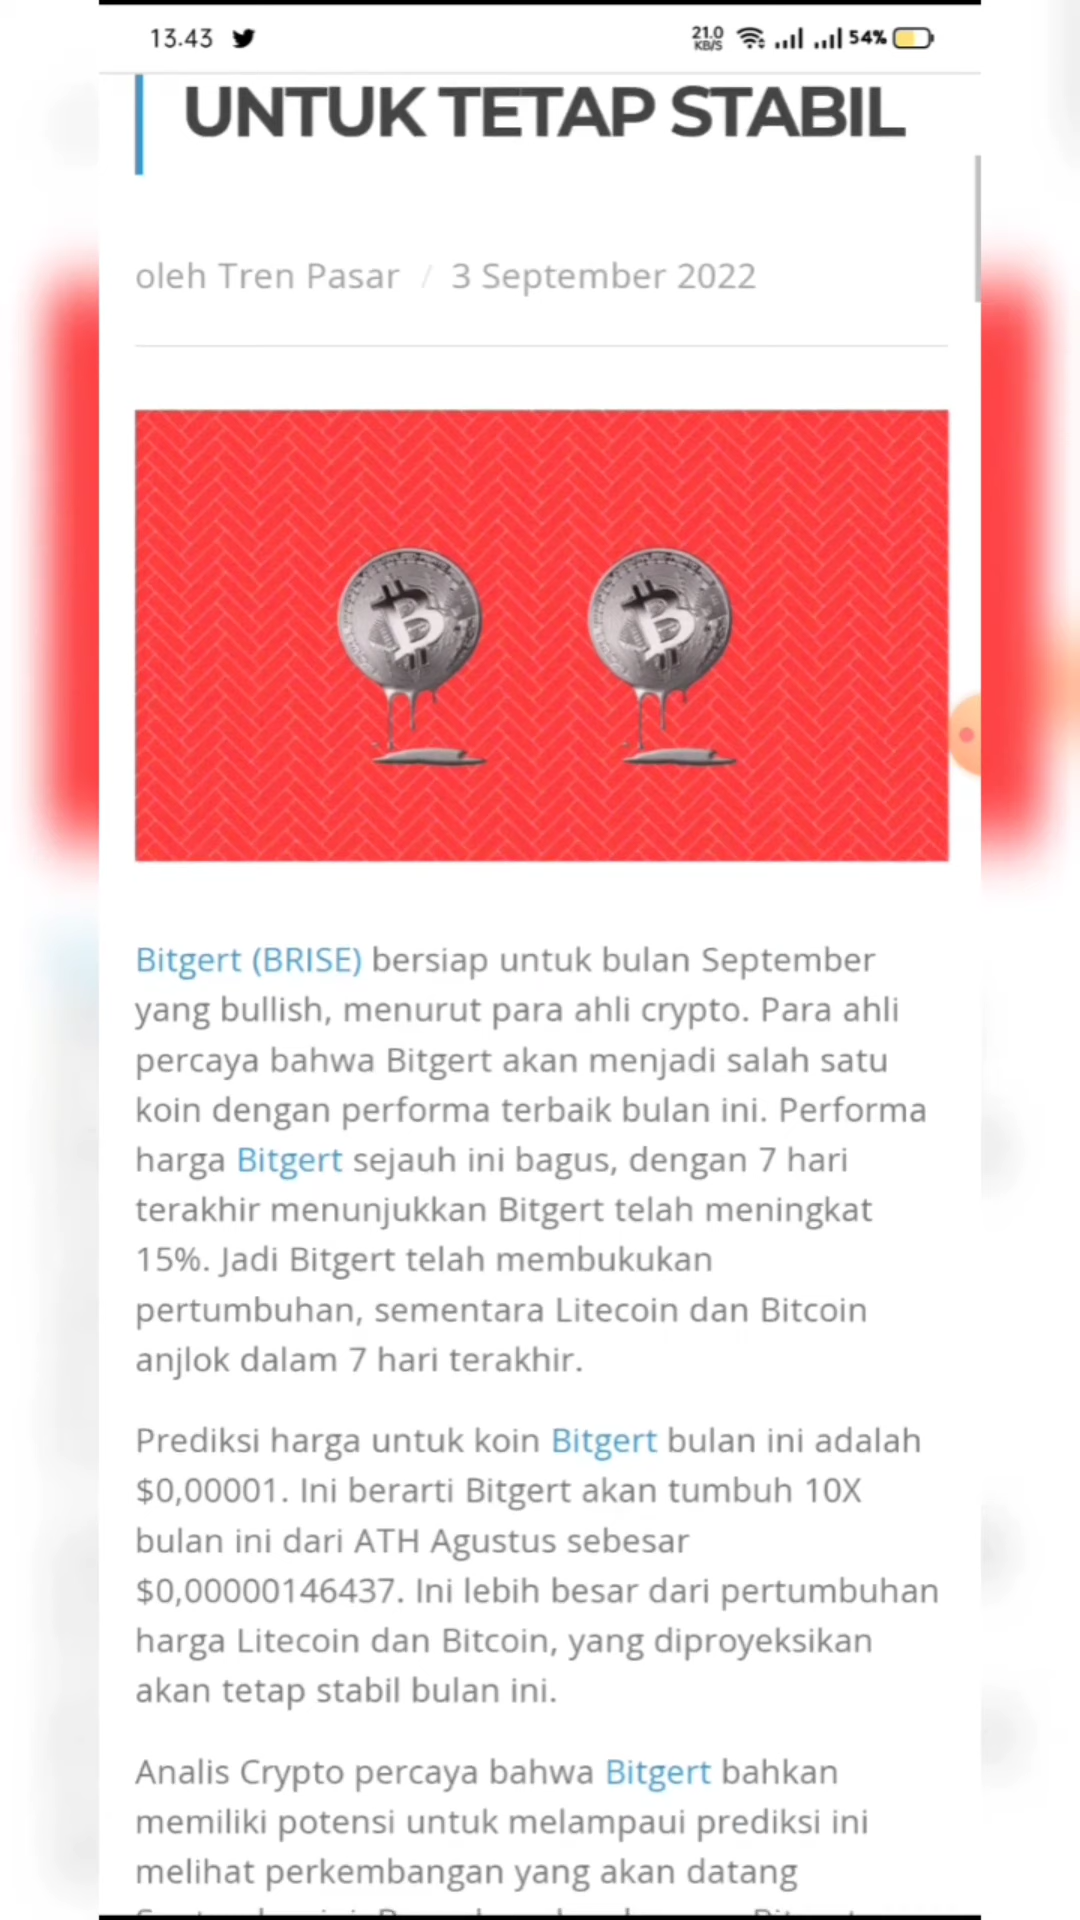 13.43
21.0
KB/S
54%
UNTUK TETAP STABIL
oleh Tren Pasar / 3 September 2022
Bitgert (BRISE) bersiap untuk bulan September
yang bullish, menurut para ahli crypto. Para ahli
percaya bahwa Bitgert akan menjadi salah satu
koin dengan performa terbaik bulan ini. Performa
harga Bitgert sejauh ini bagus, dengan 7 hari
terakhir menunjukkan Bitgert telah meningkat
15%. Jadi Bitgert telah membukukan
pertumbuhan, sementara Litecoin dan Bitcoin
anjlok dalam 7 hari terakhir.
Prediksi harga untuk koin Bitgert bulan ini adalah
$0,00001. Ini berarti Bitgert akan tumbuh 10X
bulan ini dari ATH Agustus sebesar
$0,00000146437. Ini lebih besar dari pertumbuhan
harga Litecoin dan Bitcoin, yang diproyeksikan
akan tetap stabil bulan ini.
Analis Crypto percaya bahwa Bitgert bahkan
memiliki potensi untuk melampaui prediksi ini
melihat perkembangan yang akan datang